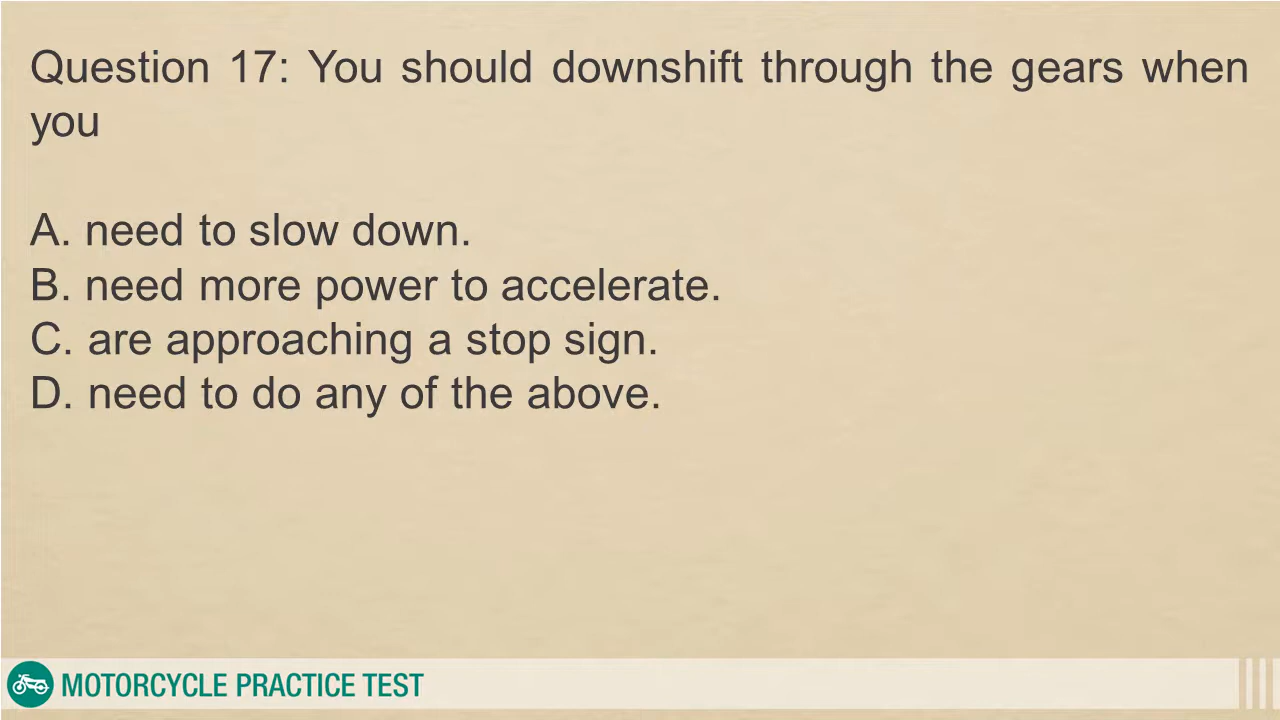 Question 17: You should downshift through the gears when
you
A. need to slow down.
B. need more power to accelerate.
C. are approaching a stop sign.
D. need to do any of the above.
MOTORCYCLE PRACTICE TEST